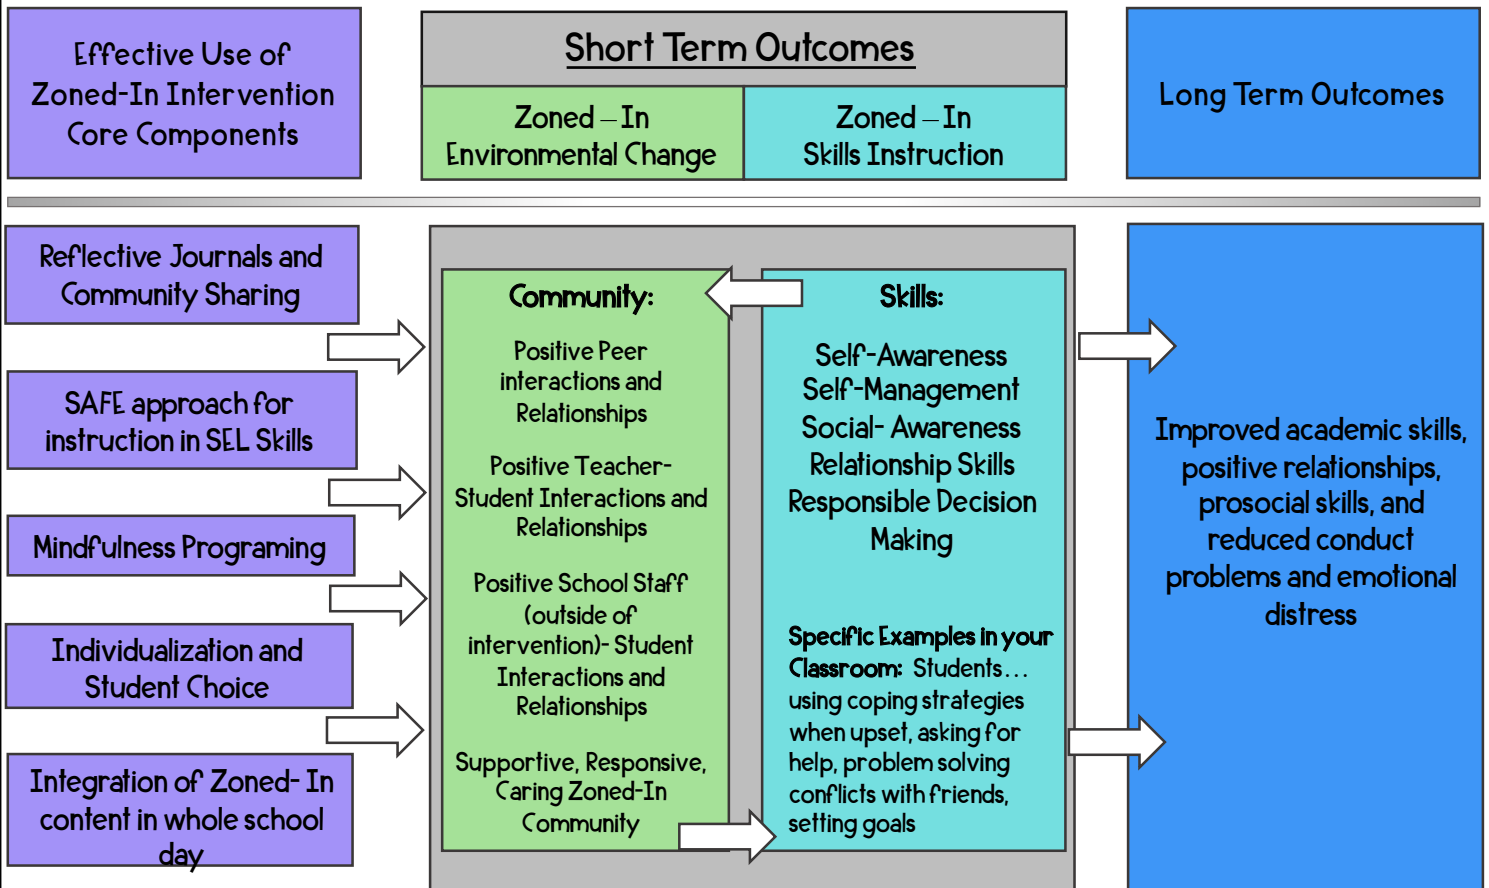 Effective Use of
Zoned-In Intervention
Core Components
Short Term Outcomes
Zoned – In
Environmental Change
Zoned – In
Skills Instruction
Long Term Outcomes
Reflective Journals and
Community Sharing
SAFE approach for
instruction in SEL Skills
Mindfulness Programing
Individualization and
Student Choice
Integration of Zoned- In
content in whole school
day
Community:
Positive Peer
interactions and
Relationships
Positive Teacher-
Student Interactions and
Relationships
Positive School Staff
(outside of
intervention)- Student
Interactions and
Relationships
Supportive, Responsive,
Caring Zoned-In
Community
Skills:
Self-Awareness
Self-Management
Social- Awareness
Relationship Skills
Responsible Decision
Making
Specific Examples in your
Classroom: Students...
using coping strategies
when upset, asking for
help, problem solving
conflicts with friends,
setting goals
Improved academic skills,
positive relationships,
prosocial skills, and
reduced conduct
problems and emotional
distress